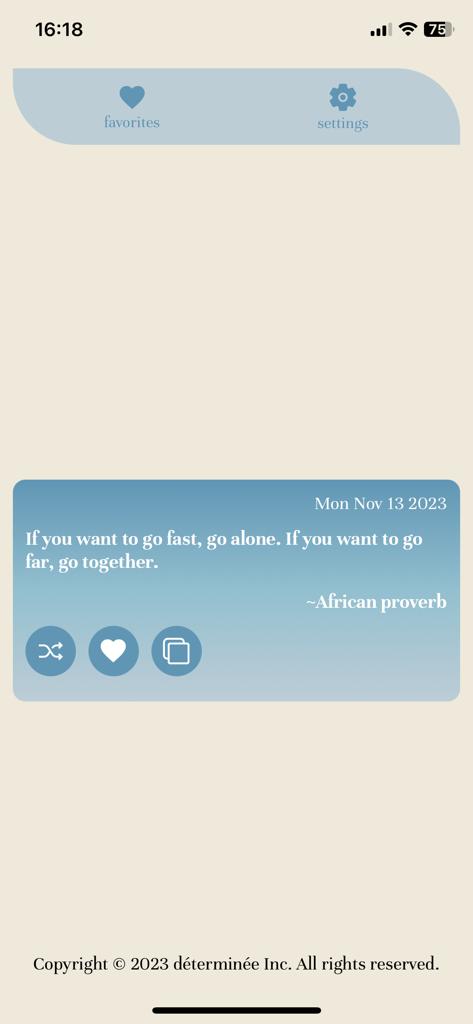 16:18
75
favorites
settings
Mon Nov 13 2023
If you want to go fast, go alone. If you want to go
far, go together.
~African proverb
Copyright © 2023 déterminée Inc. All rights reserved.